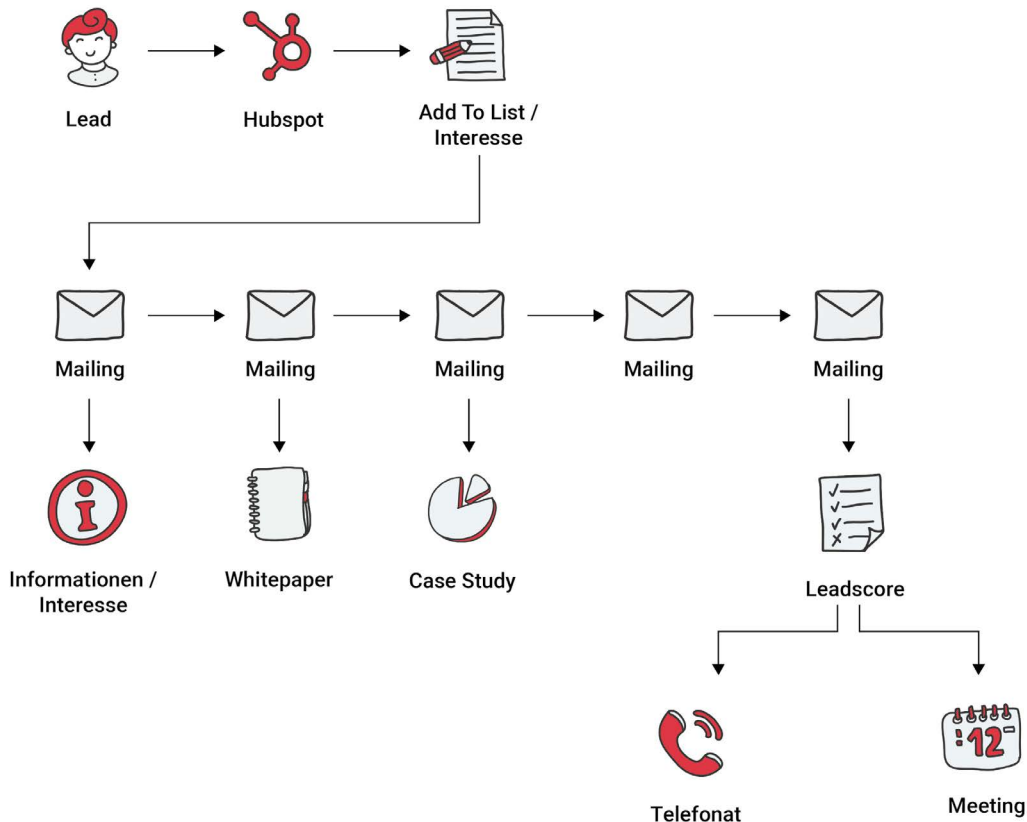 Lead
Hubspot
Add To List /
Interesse
Mailing
Mailing
Mailing
Mailing
Mailing
Informationen /
Interesse
Whitepaper
Case Study
Leadscore
:12-
Telefonat
Meeting